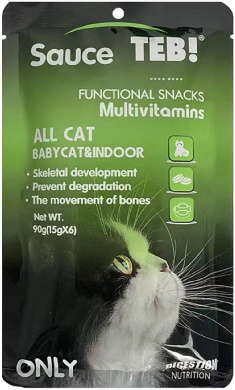 Sauce TEB!
FUNCTIONAL SNACKS
Multivitamins
ALL CAT
BABYCAT&INDOOR
• Skeletal development
• Prevent degradation
• The movement of bones
Net WT.
90g(15gX6)
ONLY
DIGESTION
NUTRITION